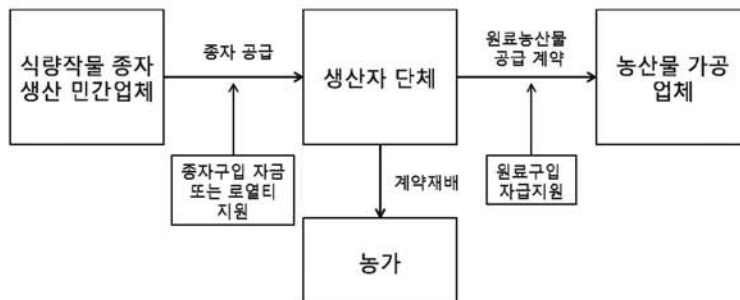 식량작물 종자
생산 민간업체
종자 공급
생산자 단체
원료농산물
공급 계약
농산물 가공
업체
종자구입 자금
또는 로열티
지원
계약재배
원료구입
자급지원
농가